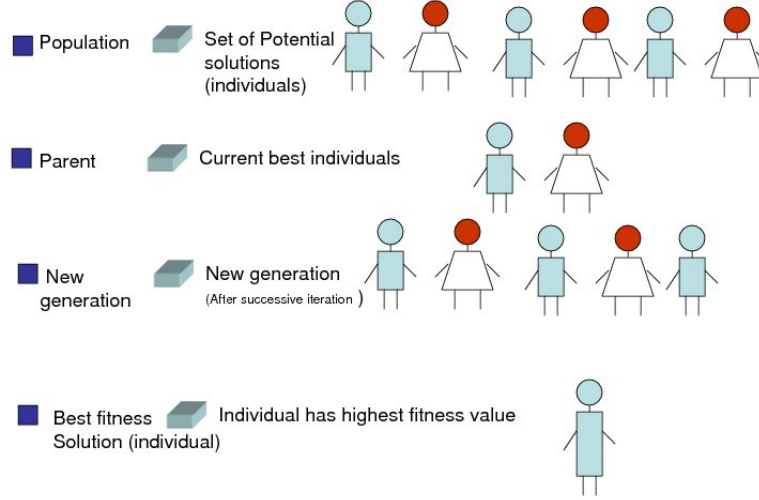 Population
Set of Potential
solutions
(individuals)
Parent
Current best individuals
New
generation
New generation
(After successive iteration )
Best fitness
Solution (individual)
Individual has highest fitness value